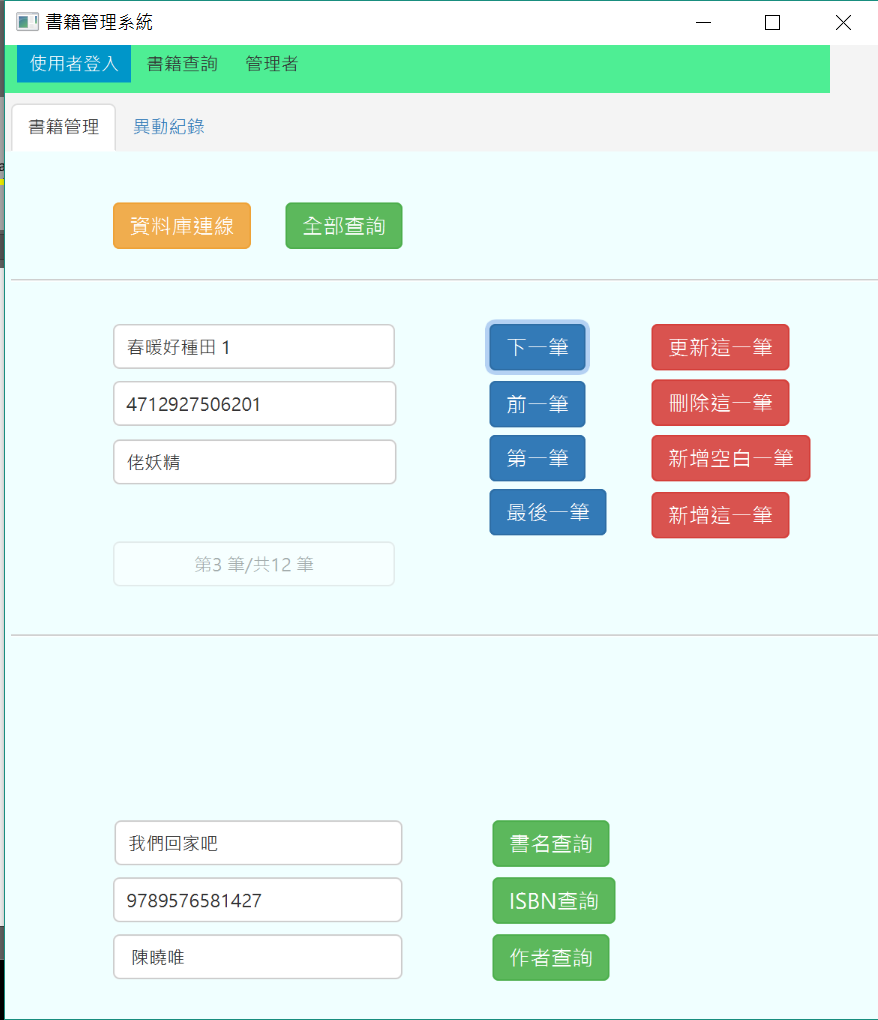 書籍管理系統
使用者登入 書籍查詢 管理者
書籍管理 異動紀錄
資料庫連線 全部查詢
春暖好種田 1 下一筆 更新這一筆
4712927506201 前一筆 刪除這一筆
佬妖精 第一筆 新增空白一筆
最後一筆 新增這一筆
第3 筆/共12 筆
我們回家吧 書名查詢
9789576581427 ISBN查詢
陳曉唯 作者查詢